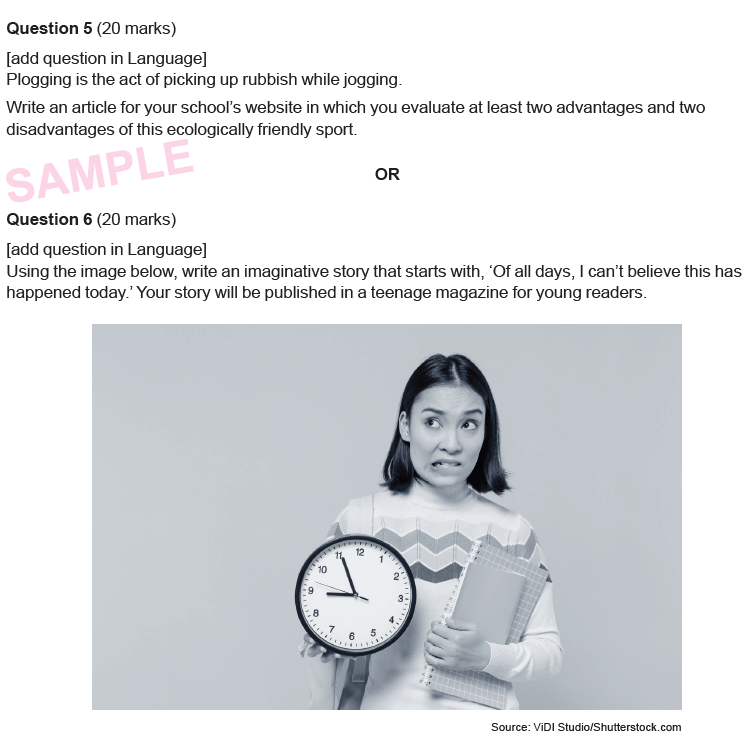 Question 5 (20 marks)
[add question in Language]
Plogging is the act of picking up rubbish while jogging.
Write an article for your school’s website in which you evaluate at least two advantages and two
disadvantages of this ecologically friendly sport.
SAMPLE
OR
Question 6 (20 marks)
[add question in Language]
Using the image below, write an imaginative story that starts with, ‘Of all days, I can’t believe this has
happened today.’ Your story will be published in a teenage magazine for young readers.
12
11 1
10 2
9 3
8 4
7 5
6
Source: ViDI Studio/Shutterstock.com